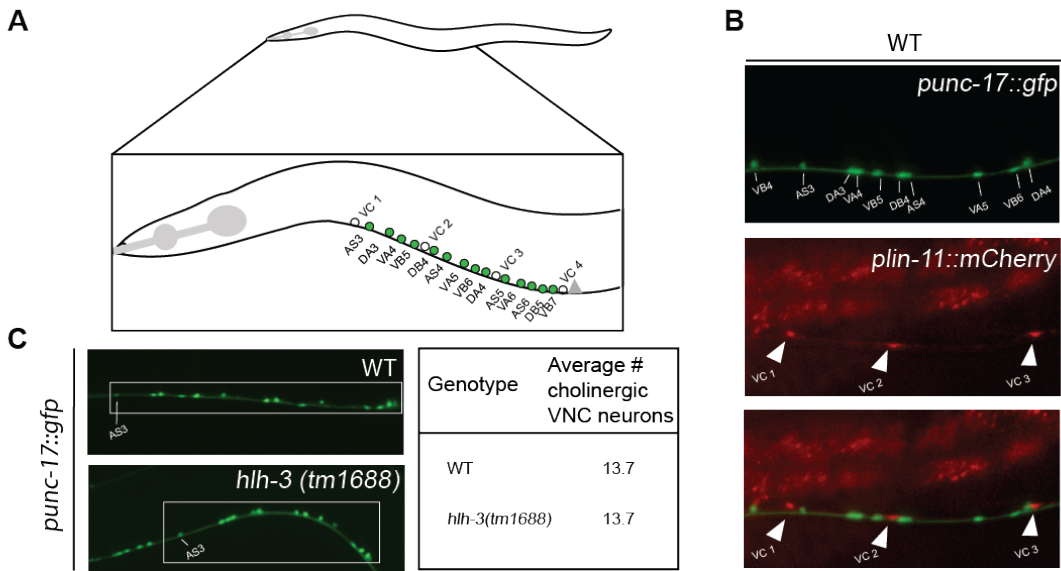 A
VC 1
VC 2
VC 3
VC 4
AS3
DA3
VA4
VB5
DB4
AS4
VA5
VB6
DA4
AS5
VA6
AS6
DB5
VB7
B
WT
punc-17::gfp
VB4
AS3
DA3
VA4
VB5
DB4
AS4
VA5
VB6
DA4
plin-11::mCherry
VC 1
VC 2
VC 3
VC 1
VC 2
VC 3
C
punc-17::gfp
WT
AS3
hlh-3 (tm1688)
AS3
Genotype
Average #
cholinergic
VNC neurons
WT 13.7
hlh-3(tm1688) 13.7